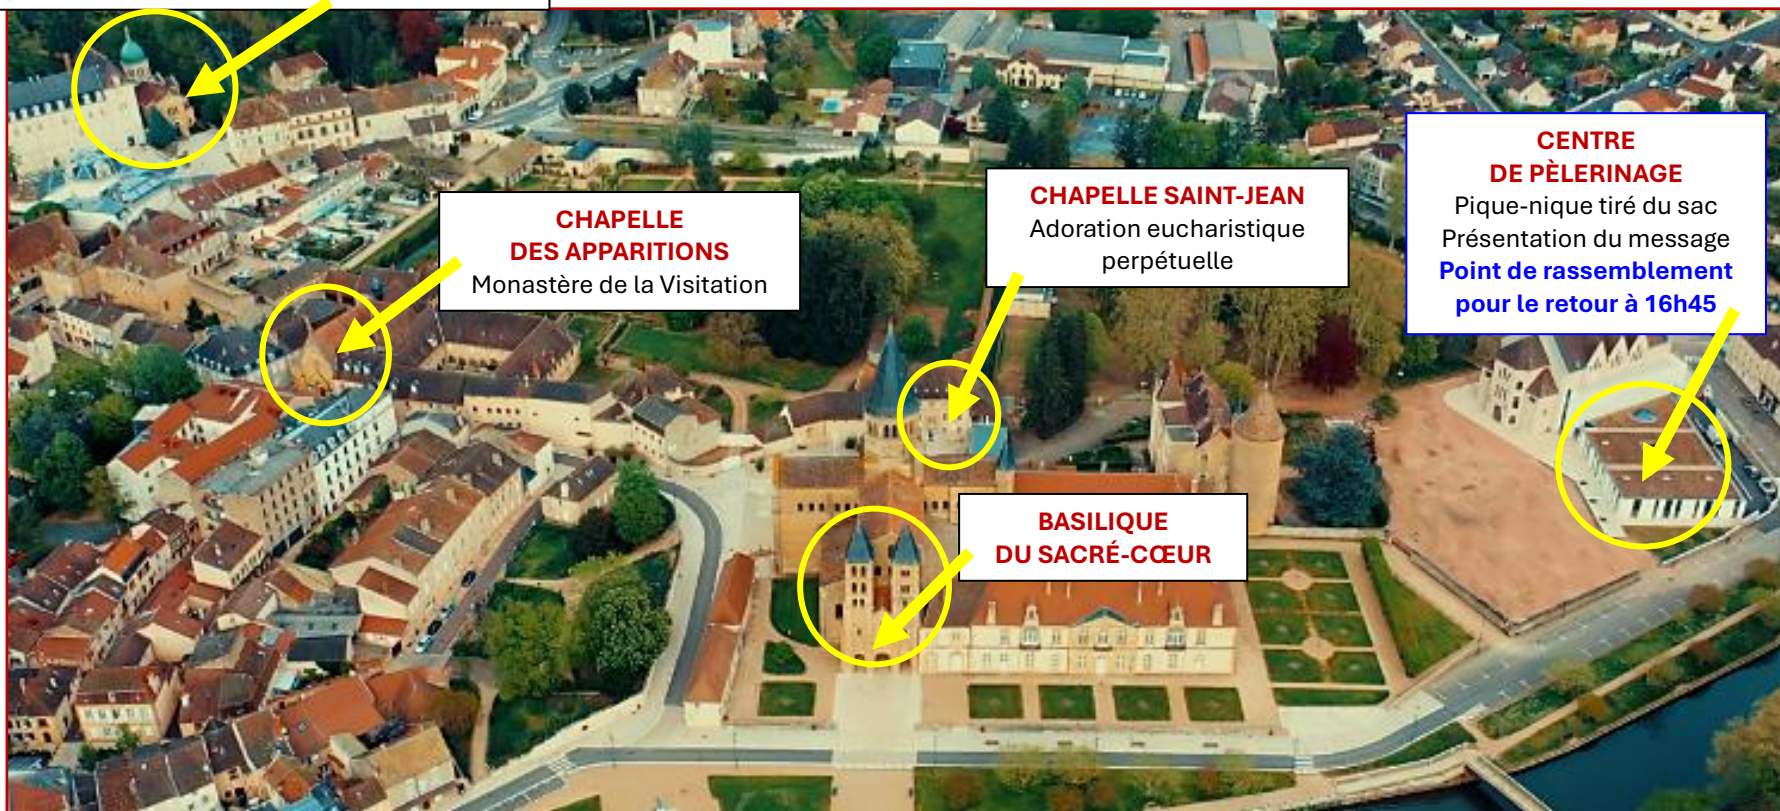 CENTRE
DE PÈLERINAGE
Pique-nique tiré du sac
Présentation du message
Point de rassemblement
pour le retour à 16h45
CHAPELLE SAINT-JEAN
Adoration eucharistique
perpétuelle
CHAPELLE
DES APPARITIONS
Monastère de la Visitation
BASILIQUE
DU SACRÉ-CŒUR